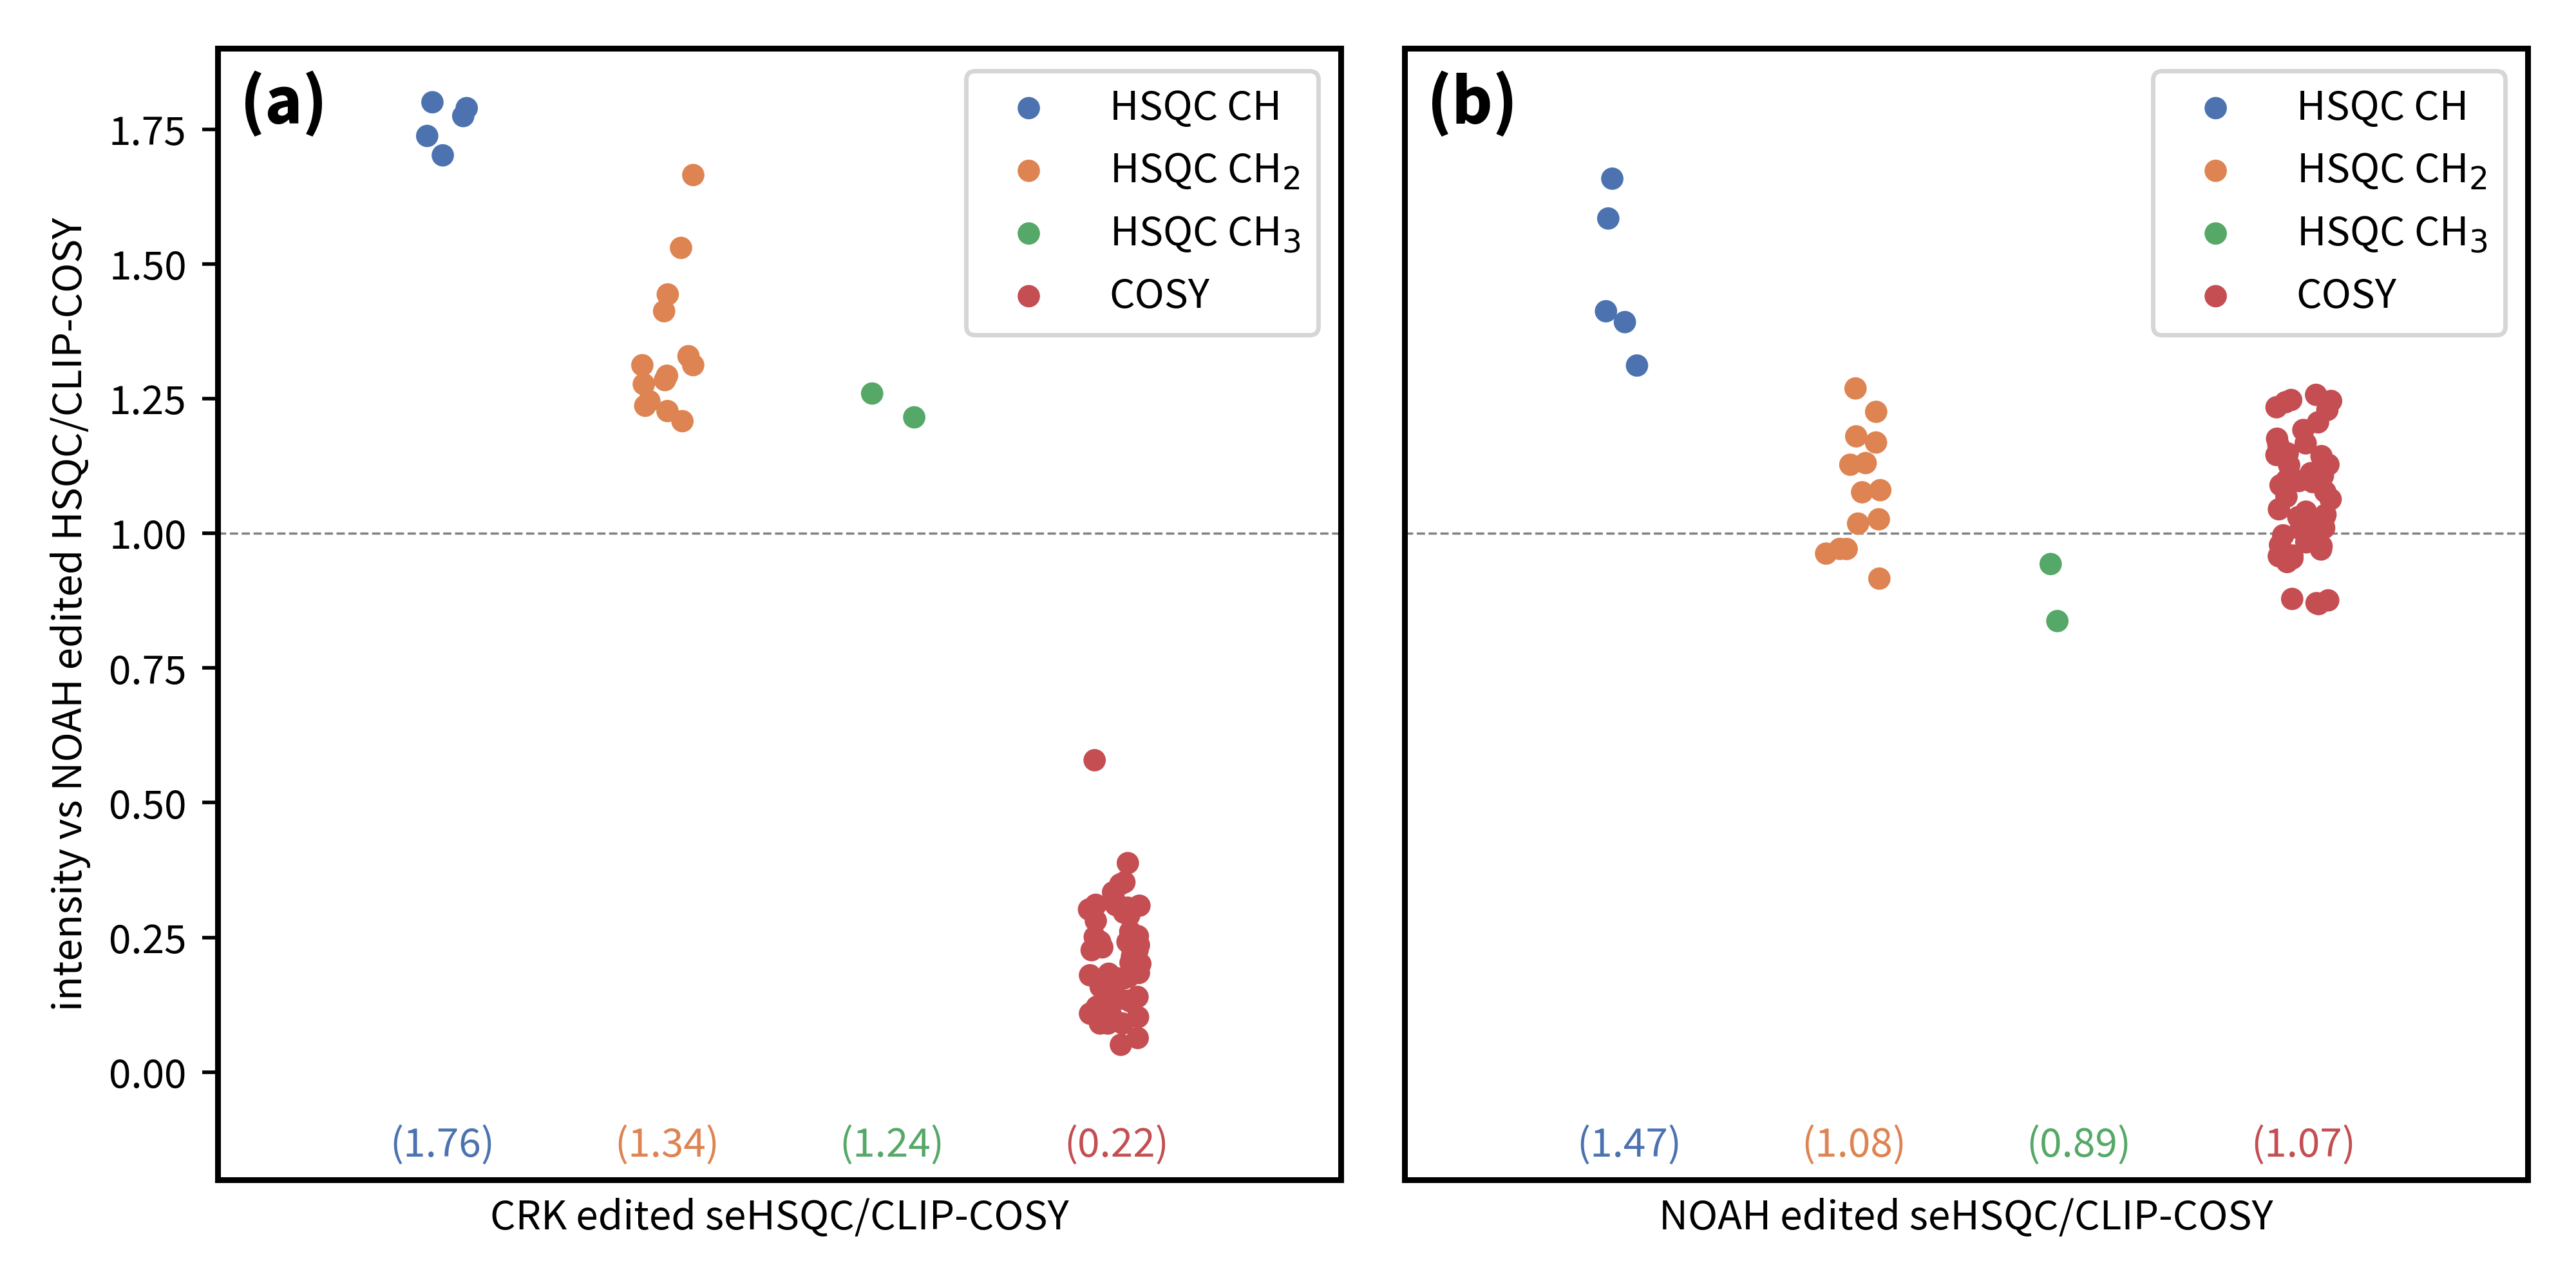 (a)
HSQC CH
HSQC CH₂
HSQC CH₃
COSY
intensity vs NOAH edited HSQC/CLIP-COSY
1.75
1.50
1.25
1.00
0.75
0.50
0.25
0.00
(1.76) (1.34) (1.24) (0.22)
CRK edited seHSQC/CLIP-COSY
(b)
HSQC CH
HSQC CH₂
HSQC CH₃
COSY
(1.47) (1.08) (0.89) (1.07)
NOAH edited seHSQC/CLIP-COSY